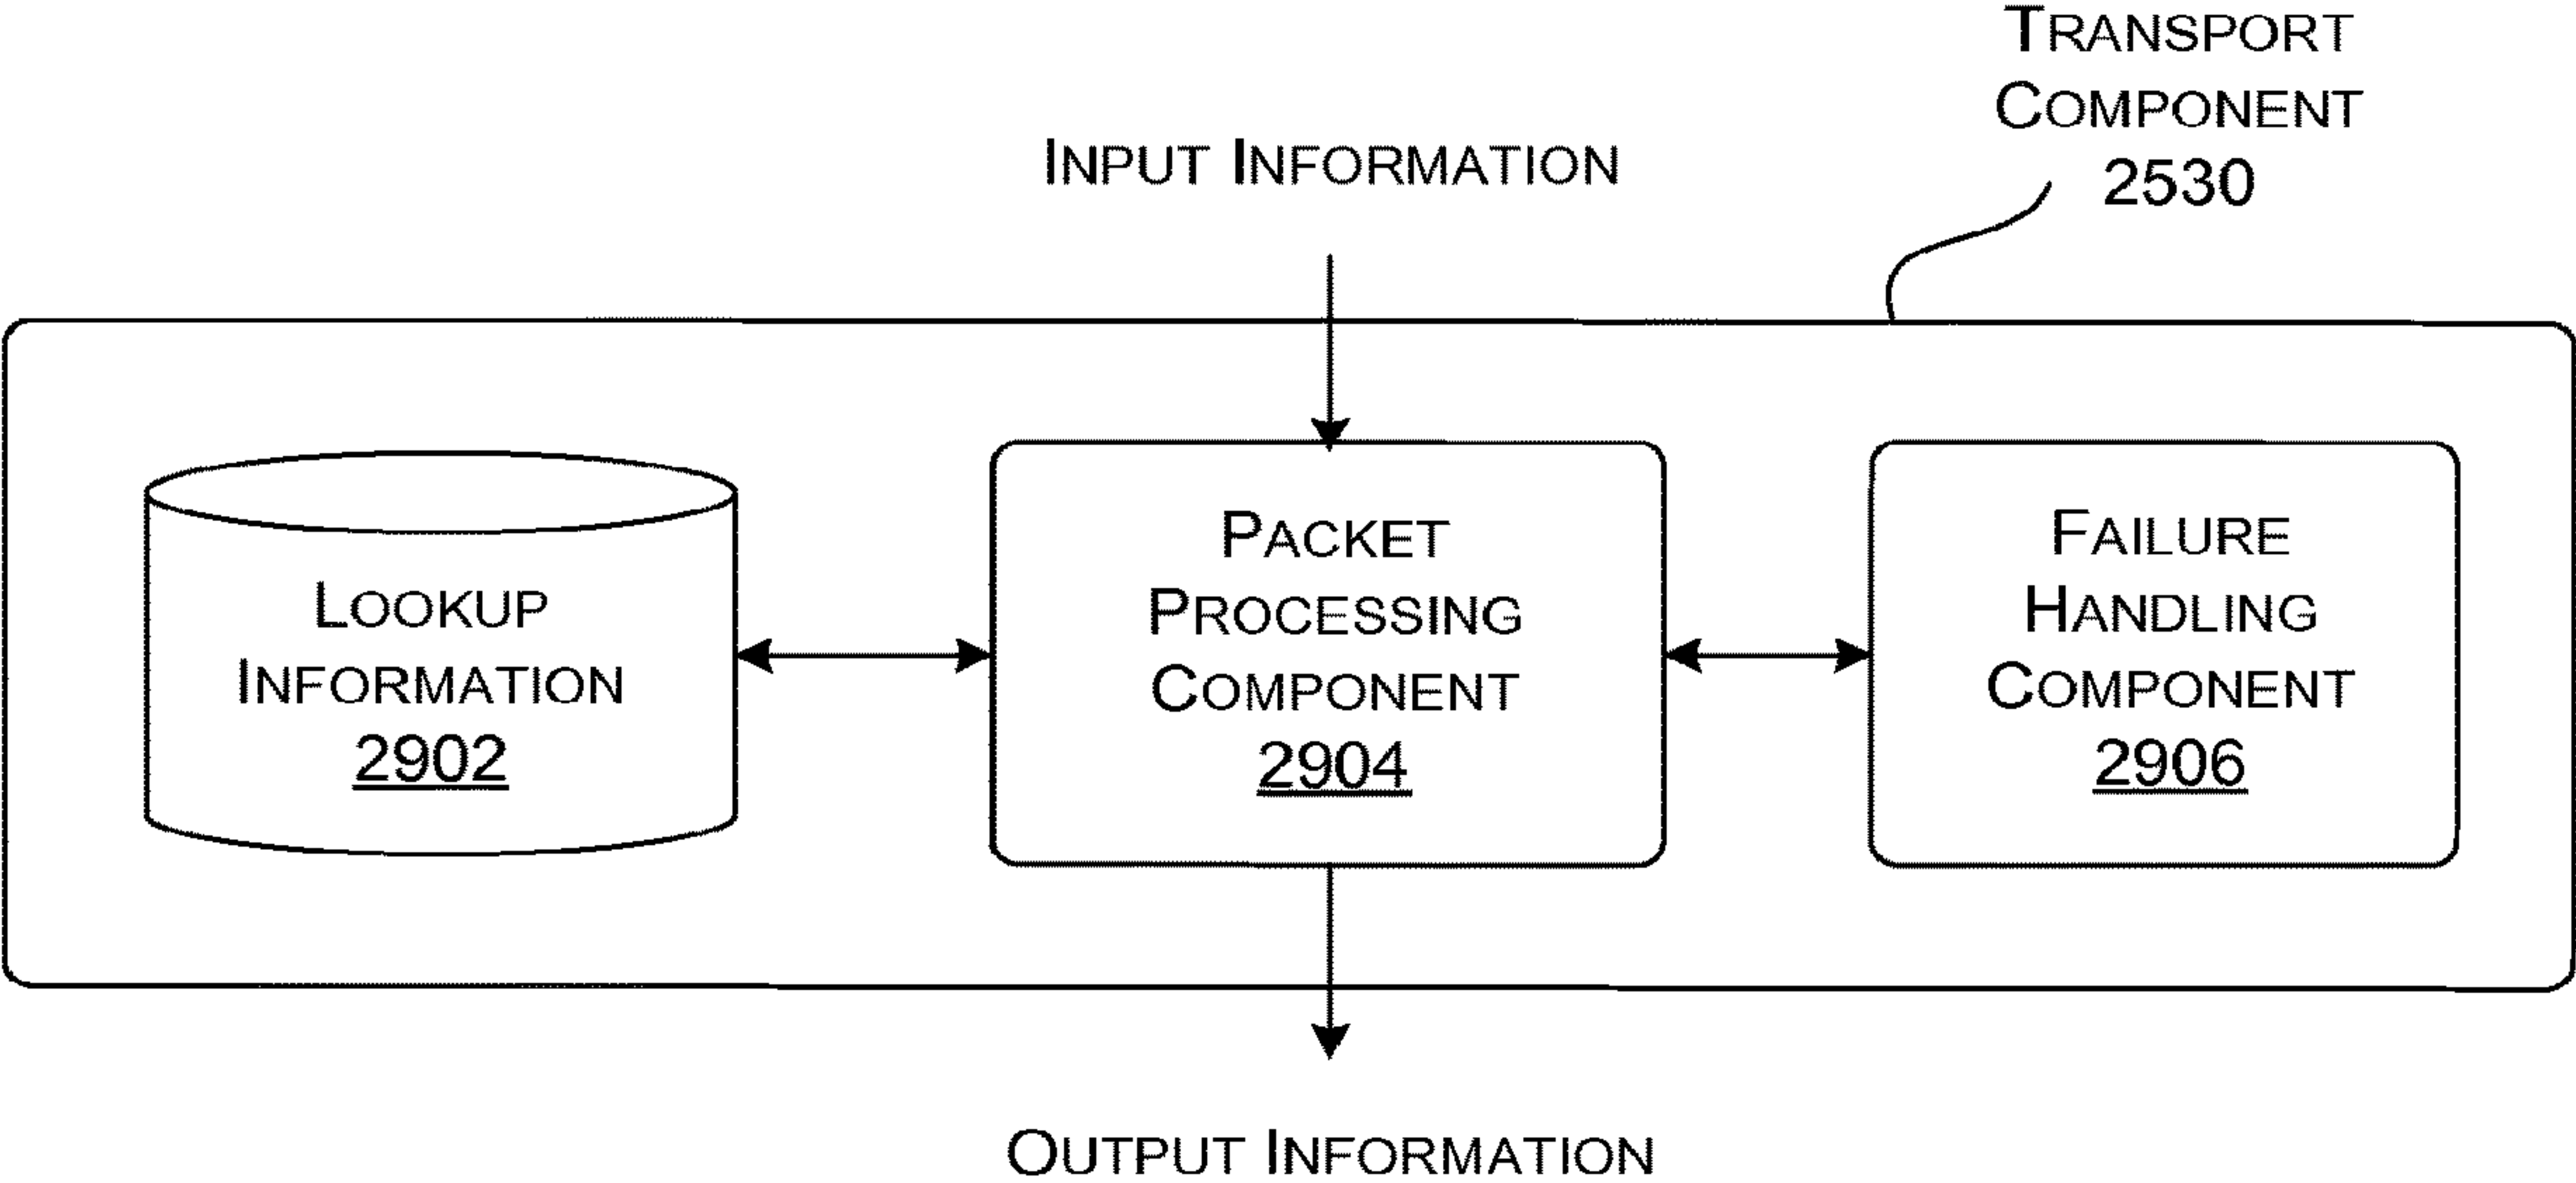 TRANSPORT
COMPONENT
2530
INPUT INFORMATION
LOOKUP
INFORMATION
2902
PACKET
PROCESSING
COMPONENT
2904
FAILURE
HANDLING
COMPONENT
2906
OUTPUT INFORMATION